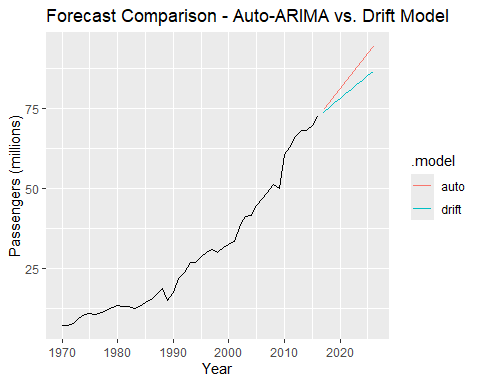 Forecast Comparison - Auto-ARIMA vs. Drift Model
Passengers (millions)
75
50
25
1970 1980 1990 2000 2010 2020
Year
.model
auto
drift